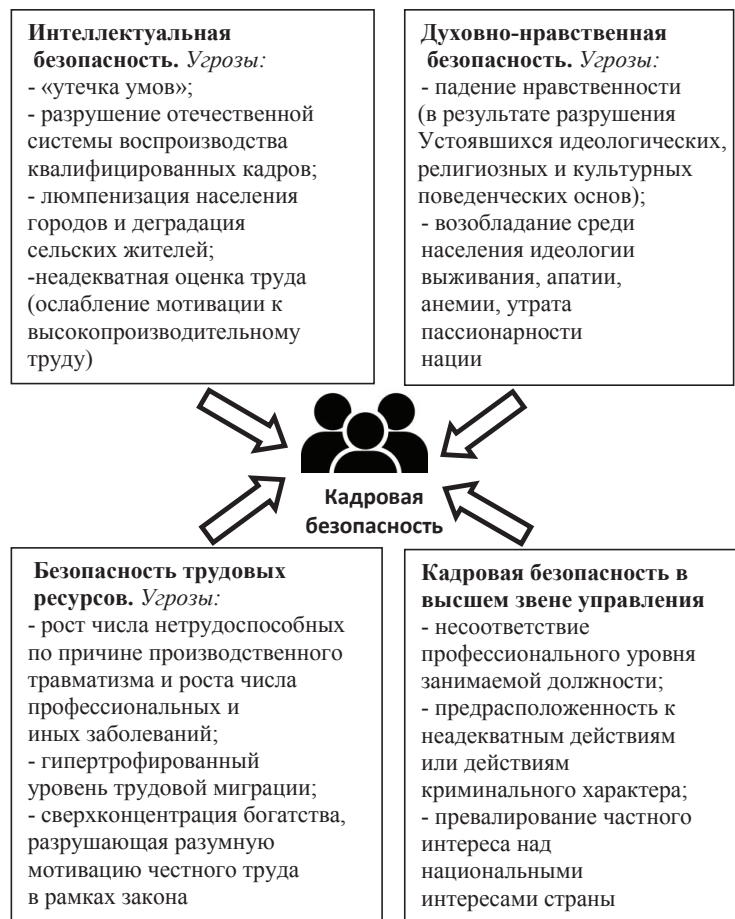 Интеллектуальная
безопасность. Угрозы:
- «утечка умов»;
- разрушение отечественной
системы воспроизводства
квалифицированных кадров;
- люмпенизация населения
городов и деградация
сельских жителей;
-неадекватная оценка труда
(ослабление мотивации к
высокопроизводительному
труду)
Духовно-нравственная
безопасность. Угрозы:
- падение нравственности
(в результате разрушения
Устоявшихся идеологических,
религиозных и культурных
поведенческих основ);
- возобладание среди
населения идеологии
выживания, апатии,
анемии, утрата
пассионарности
нации
Кадровая
безопасность
Безопасность трудовых
ресурсов. Угрозы:
- рост числа нетрудоспособных
по причине производственного
травматизма и роста числа
профессиональных и
иных заболеваний;
- гипертрофированный
уровень трудовой миграции;
- сверхконцентрация богатства,
разрушающая разумную
мотивацию честного труда
в рамках закона
Кадровая безопасность в
высшем звене управления
- несоответствие
профессионального уровня
занимаемой должности;
- предрасположенность к
неадекватным действиям
или действиям
криминального характера;
- превалирование частного
интереса над
национальными
интересами страны